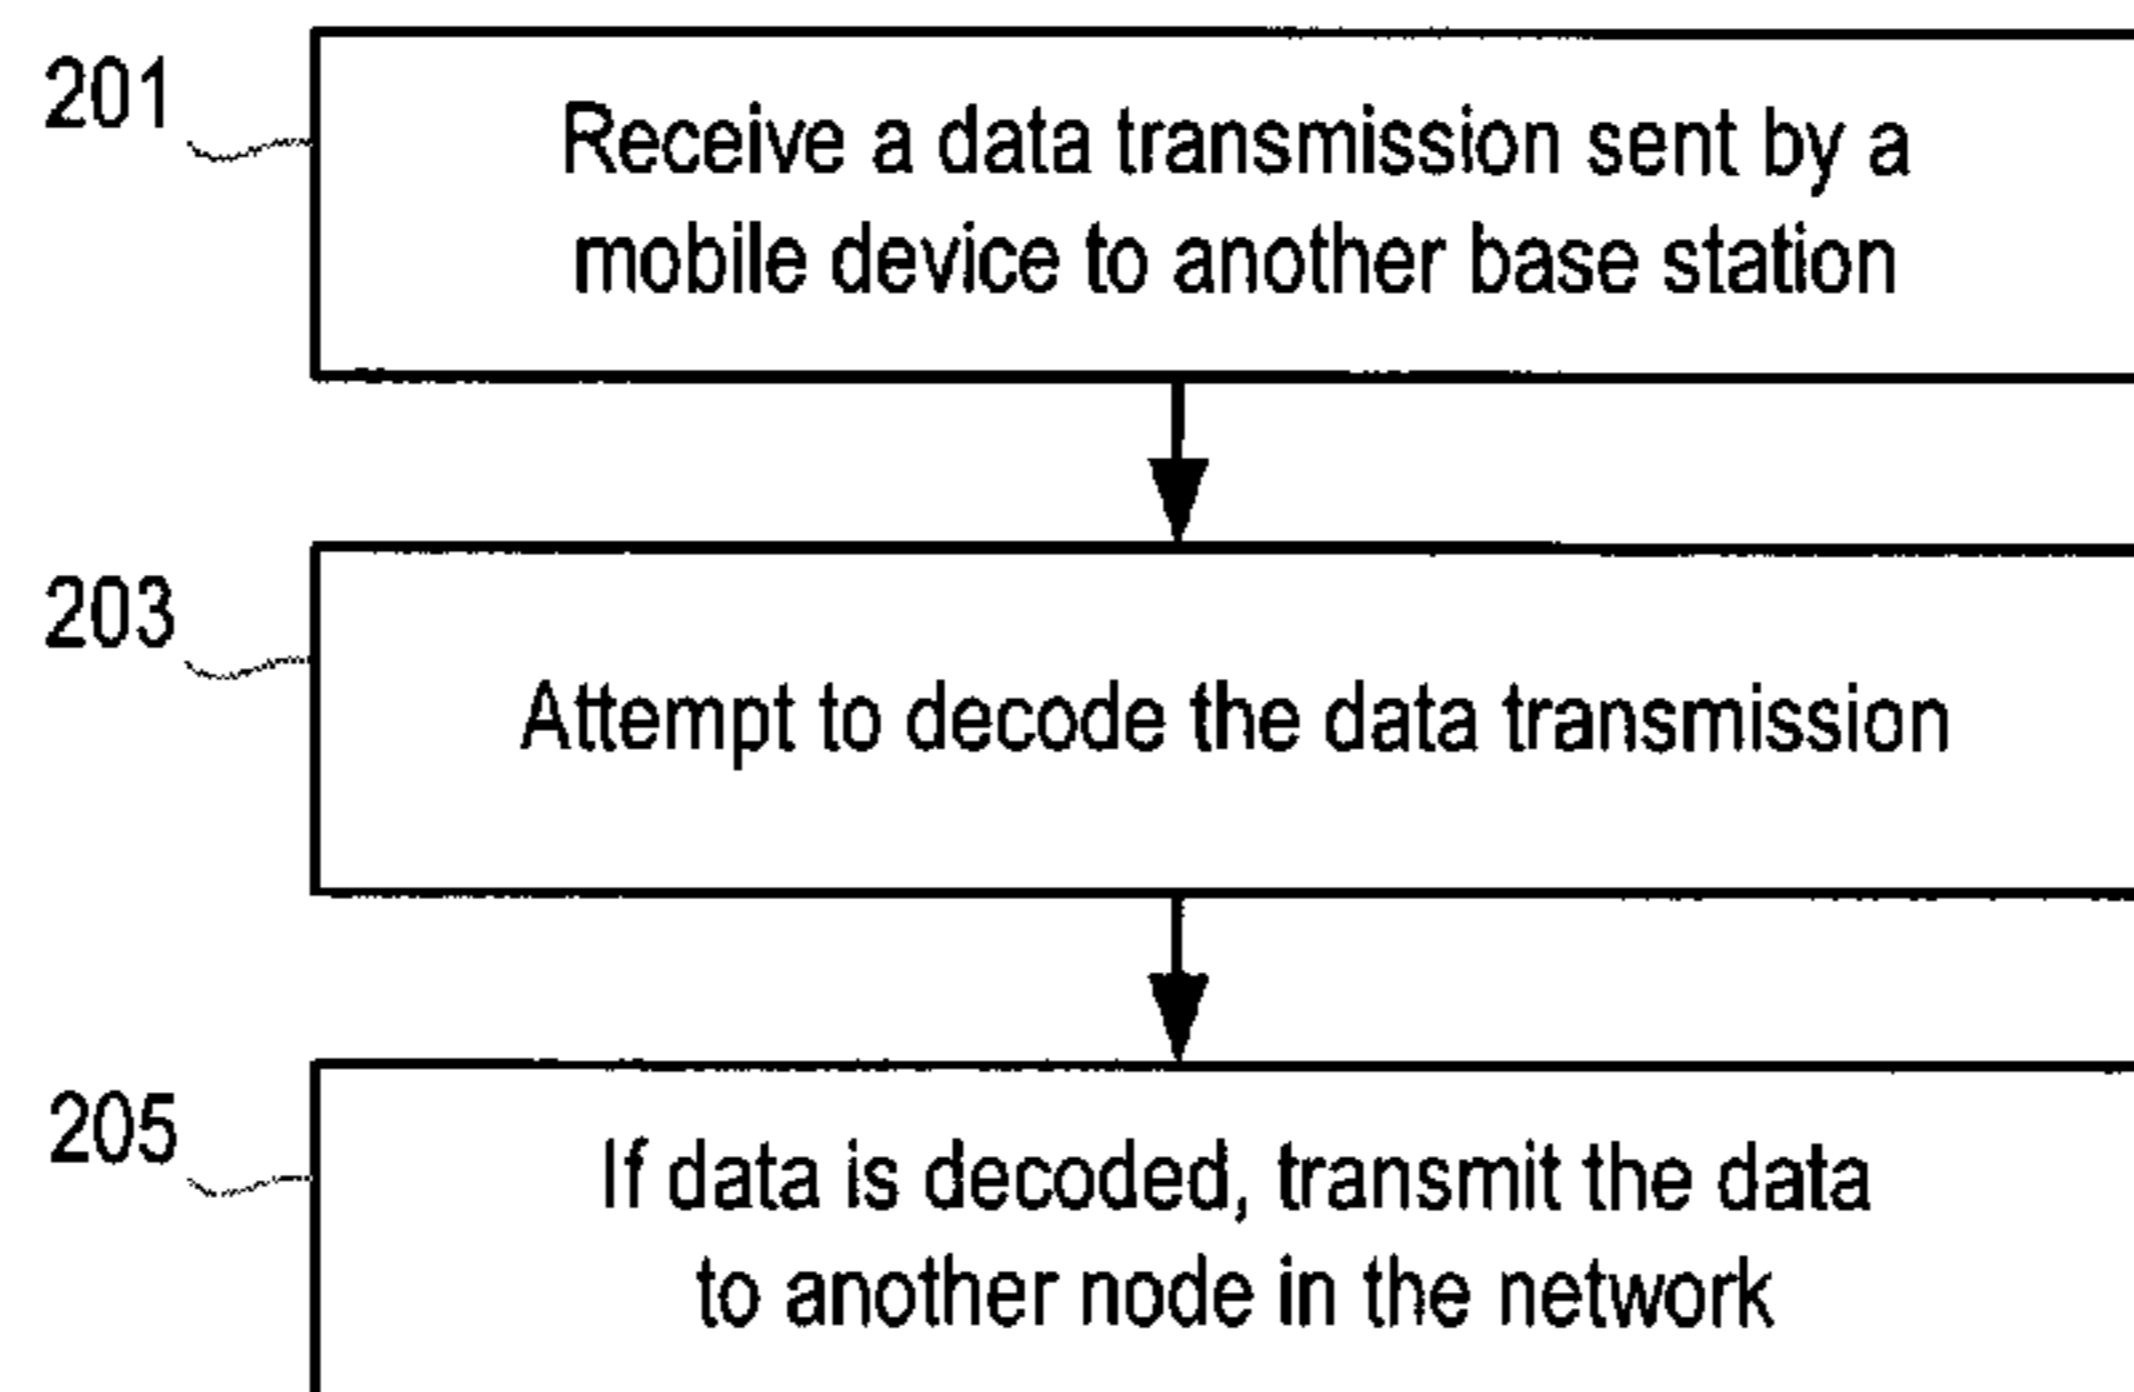 201
Receive a data transmission sent by a
mobile device to another base station
203
Attempt to decode the data transmission
205
If data is decoded, transmit the data
to another node in the network